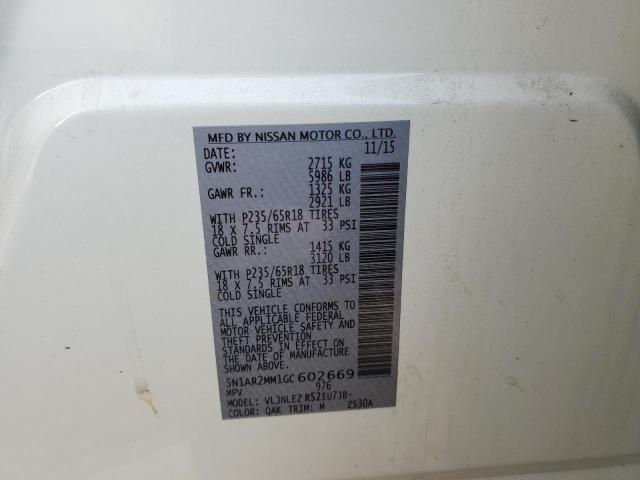 MFD BY NISSAN MOTOR CO., LTD.
DATE: 11/15
GVWR: 2715 KG
5986 LB
GAWR FR.: 1325 KG
2921 LB
WITH P235/65R18 TIRES
18 X 7.5 RIMS AT 33 PSI
COLD SINGLE
GAWR RR.: 1415 KG
3120 LB
WITH P235/65R18 TIRES
18 X 7.5 RIMS AT 33 PSI
COLD SINGLE
THIS VEHICLE CONFORMS TO
ALL APPLICABLE FEDERAL
MOTOR VEHICLE SAFETY AND
THEFT PREVENTION
STANDARDS IN EFFECT ON
THE DATE OF MANUFACTURE
SHOWN ABOVE.
5N1AR2MM1GC602669
MPV 976
MODEL: VLJNLEZ R52EU7JB-
COLOR: QAK TRIM: M 2S30A